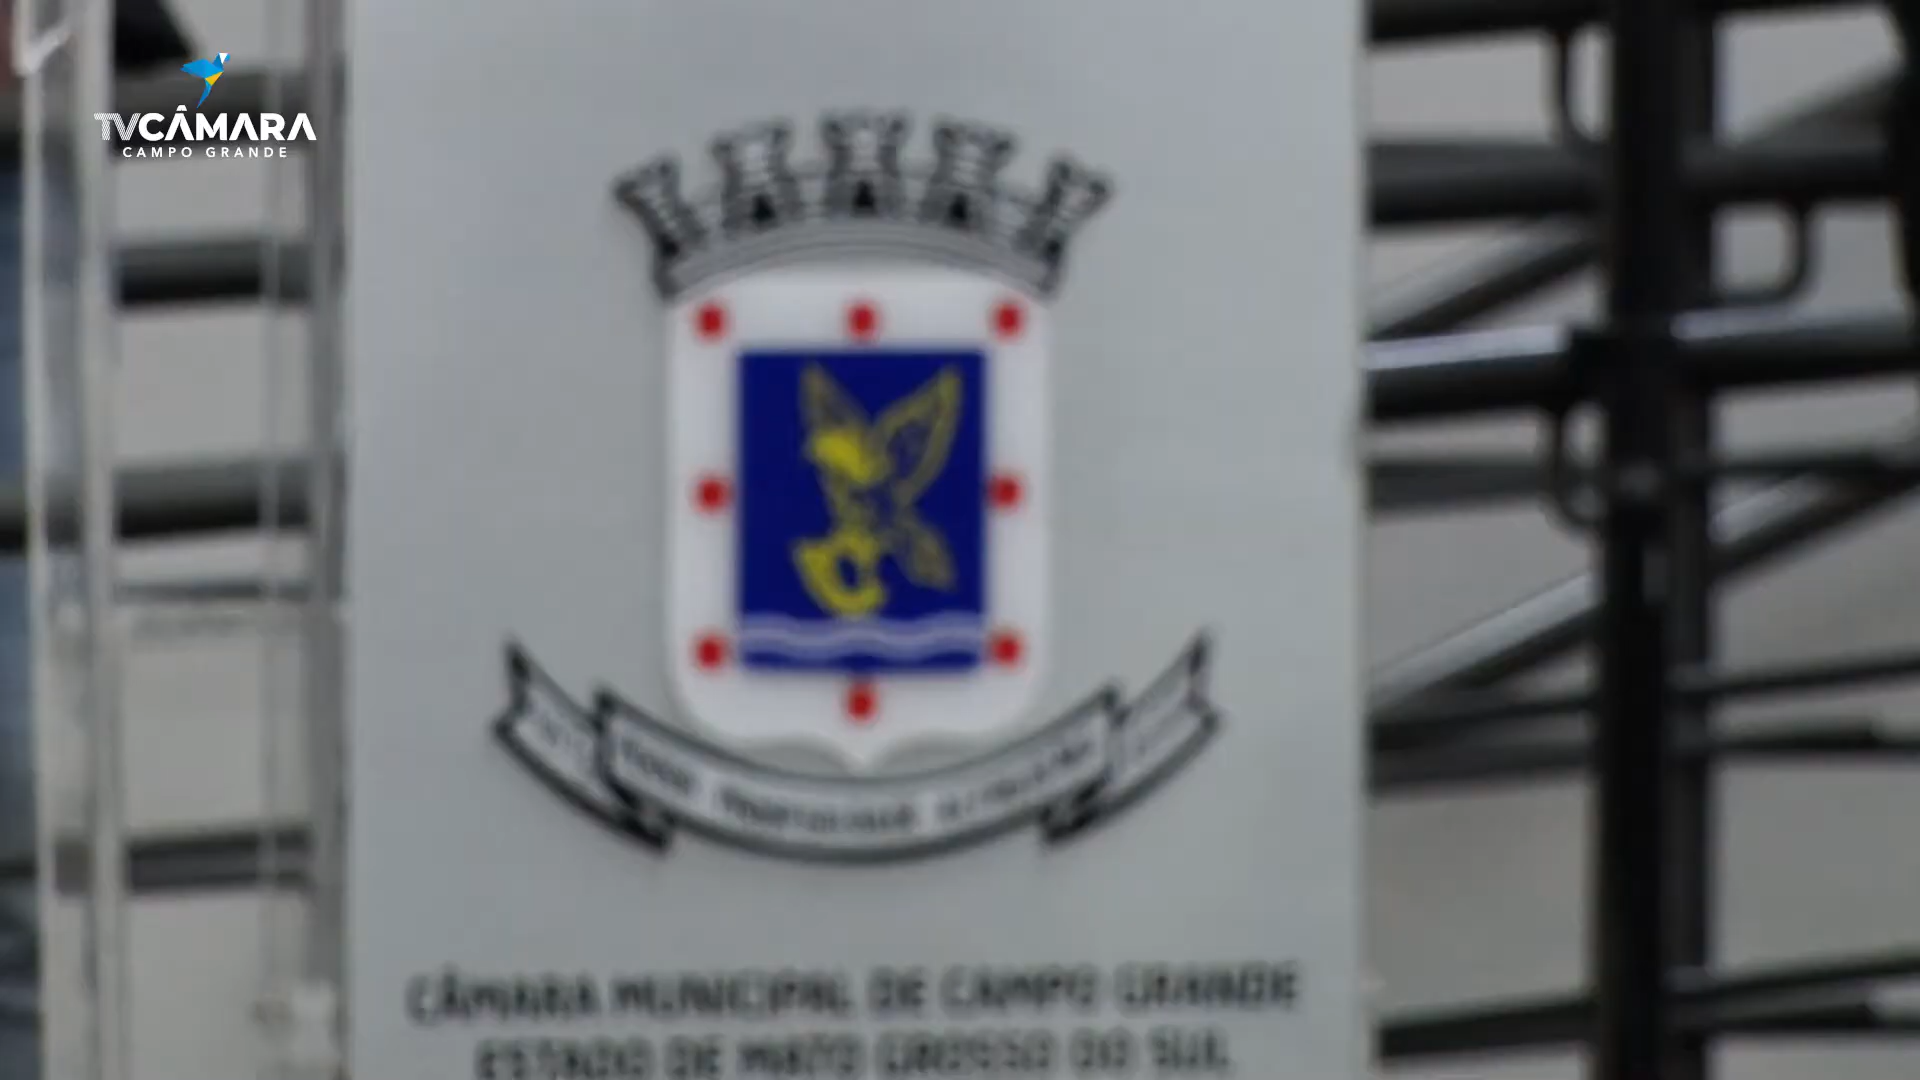 TVCÂMARA
CAMPO GRANDE
CÂMARA MUNICIPAL DE CAMPO GRANDE
ESTADO DE MATO GROSSO DO SUL